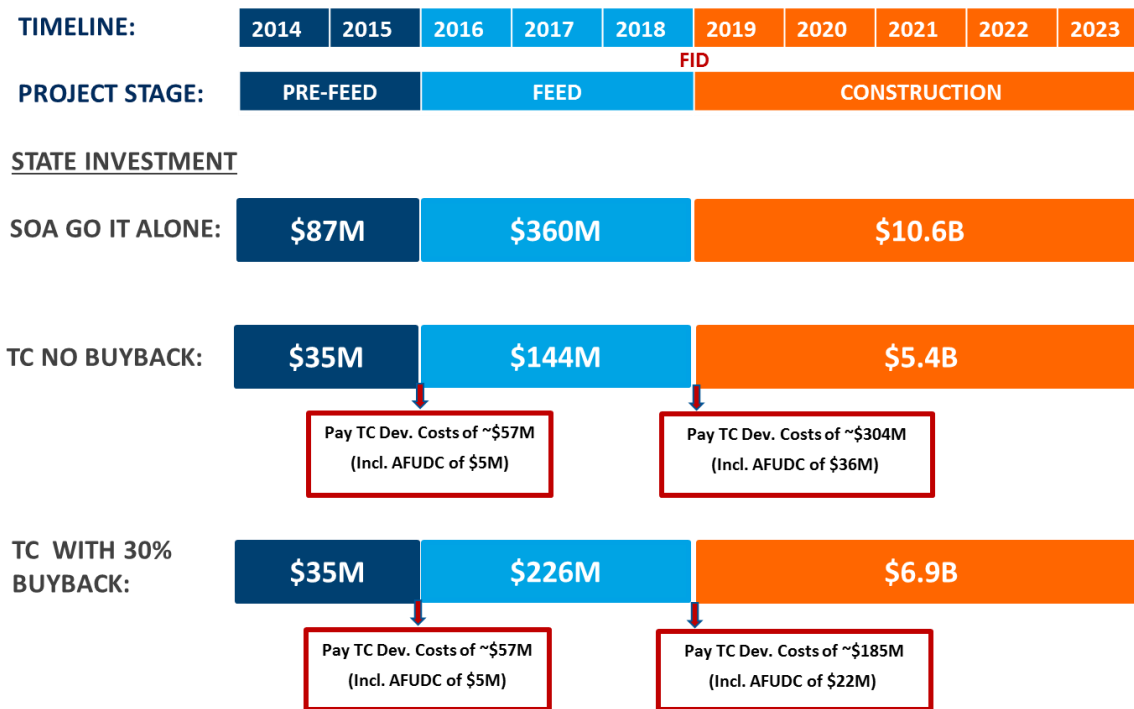 TIMELINE: 2014 2015 2016 2017 2018 2019 2020 2021 2022 2023
FID
PROJECT STAGE: PRE-FEED FEED CONSTRUCTION
STATE INVESTMENT
SOA GO IT ALONE: $87M $360M $10.6B
TC NO BUYBACK: $35M $144M $5.4B
Pay TC Dev. Costs of ~$57M
(Incl. AFUDC of $5M)
Pay TC Dev. Costs of ~$304M
(Incl. AFUDC of $36M)
TC WITH 30%
BUYBACK:
$35M $226M $6.9B
Pay TC Dev. Costs of ~$57M
(Incl. AFUDC of $5M)
Pay TC Dev. Costs of ~$185M
(Incl. AFUDC of $22M)